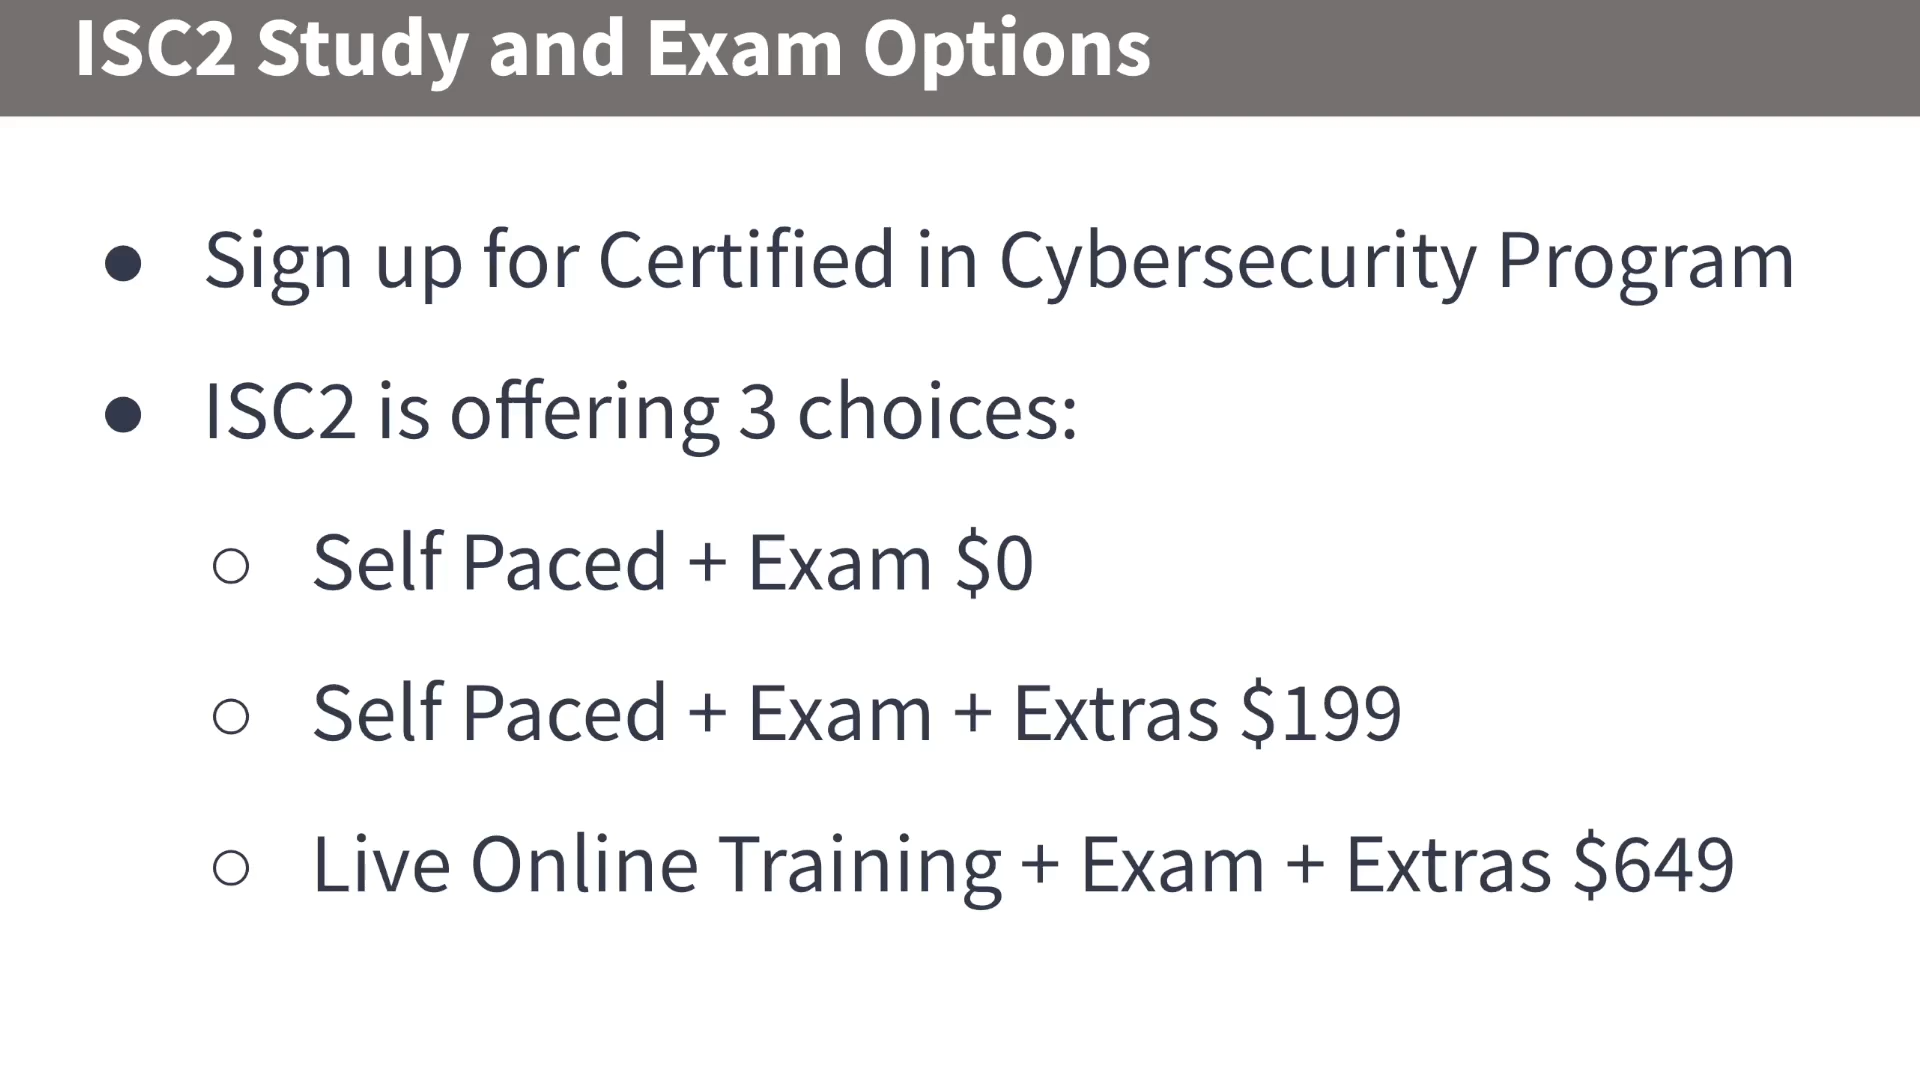 ISC2 Study and Exam Options
● Sign up for Certified in Cybersecurity Program
● ISC2 is offering 3 choices:
○ Self Paced + Exam $0
○ Self Paced + Exam + Extras $199
○ Live Online Training + Exam + Extras $649